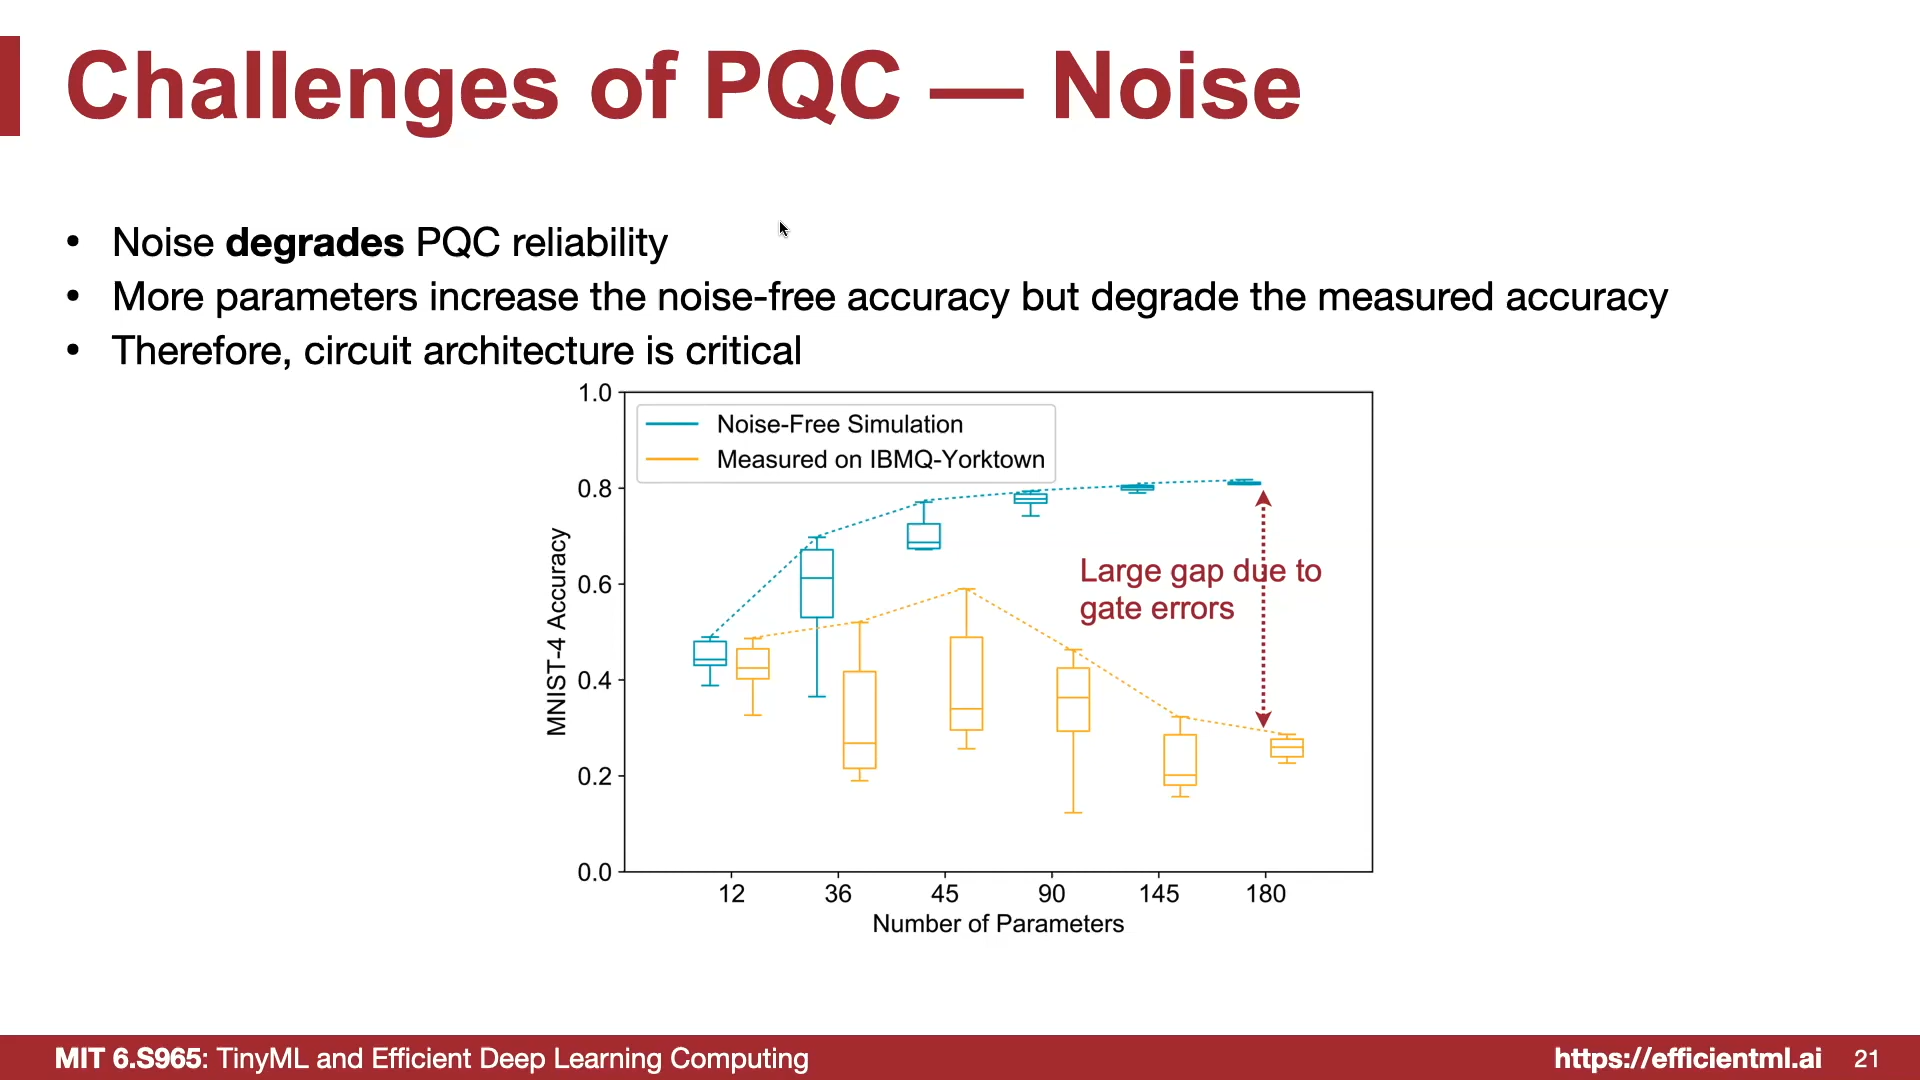 Challenges of PQC — Noise
• Noise degrades PQC reliability
• More parameters increase the noise-free accuracy but degrade the measured accuracy
• Therefore, circuit architecture is critical
1.0
0.8
0.6
0.4
0.2
0.0
MNIST-4 Accuracy
Noise-Free Simulation
Measured on IBMQ-Yorktown
Large gap due to
gate errors
12 36 45 90 145 180
Number of Parameters
MIT 6.S965: TinyML and Efficient Deep Learning Computing https://efficientml.ai 21